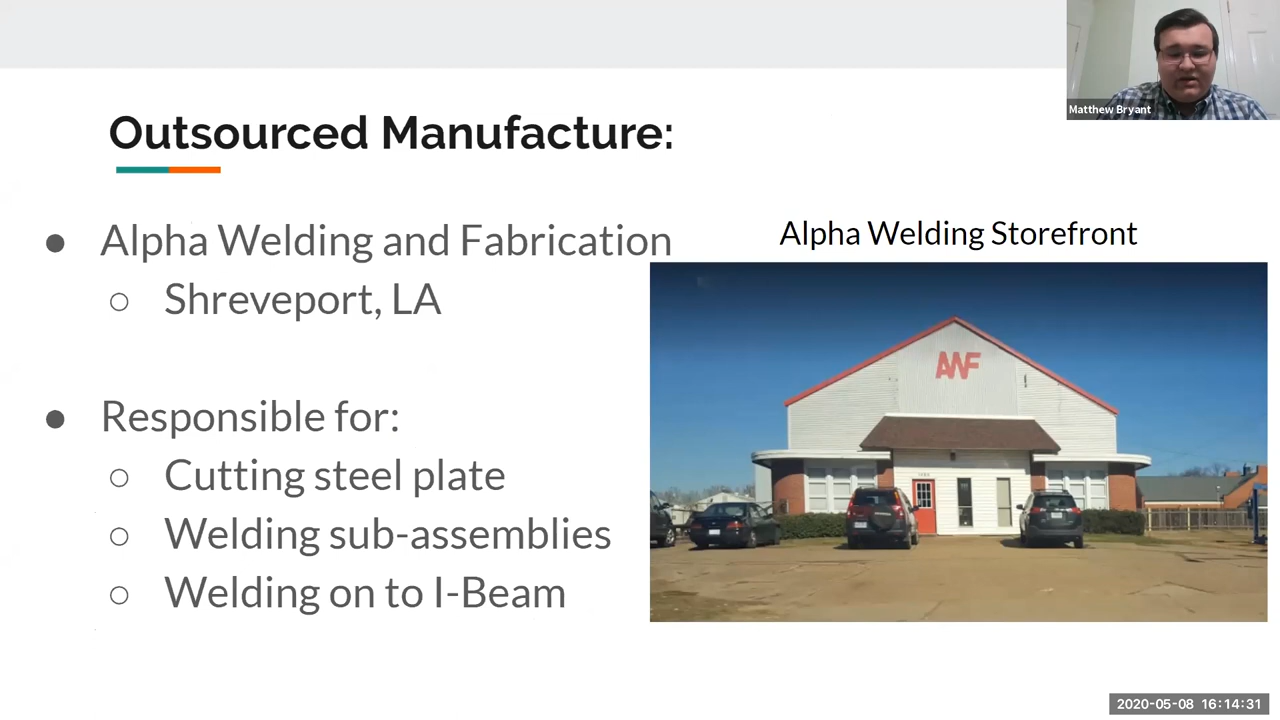 Matthew Bryant
Outsourced Manufacture:
● Alpha Welding and Fabrication
○ Shreveport, LA
● Responsible for:
○ Cutting steel plate
○ Welding sub-assemblies
○ Welding on to I-Beam
Alpha Welding Storefront
AWF
2020-05-08 16:14:31